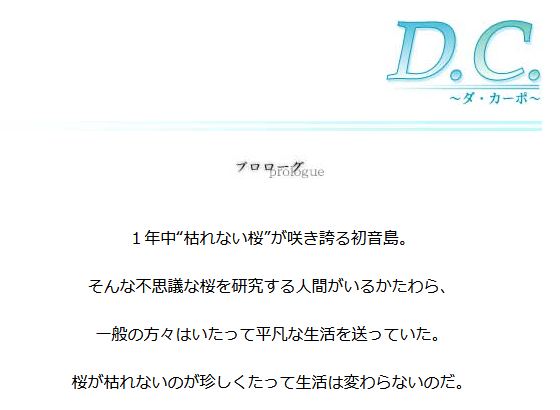 D.C.
～ダ・カーポ～
プロローグ
prologue
１年中“枯れない桜”が咲き誇る初音島。
そんな不思議な桜を研究する人間がいるかたわら、
一般の方々はいたって平凡な生活を送っていた。
桜が枯れないのが珍しくたって生活は変わらないのだ。